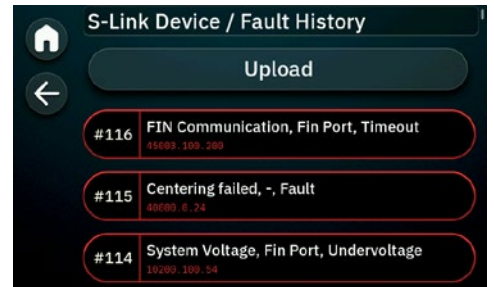 S-Link Device / Fault History
Upload
#116
FIN Communication, Fin Port, Timeout
45003.100.200
#115
Centering failed, -, Fault
40600.0.24
#114
System Voltage, Fin Port, Undervoltage
10200.100.54